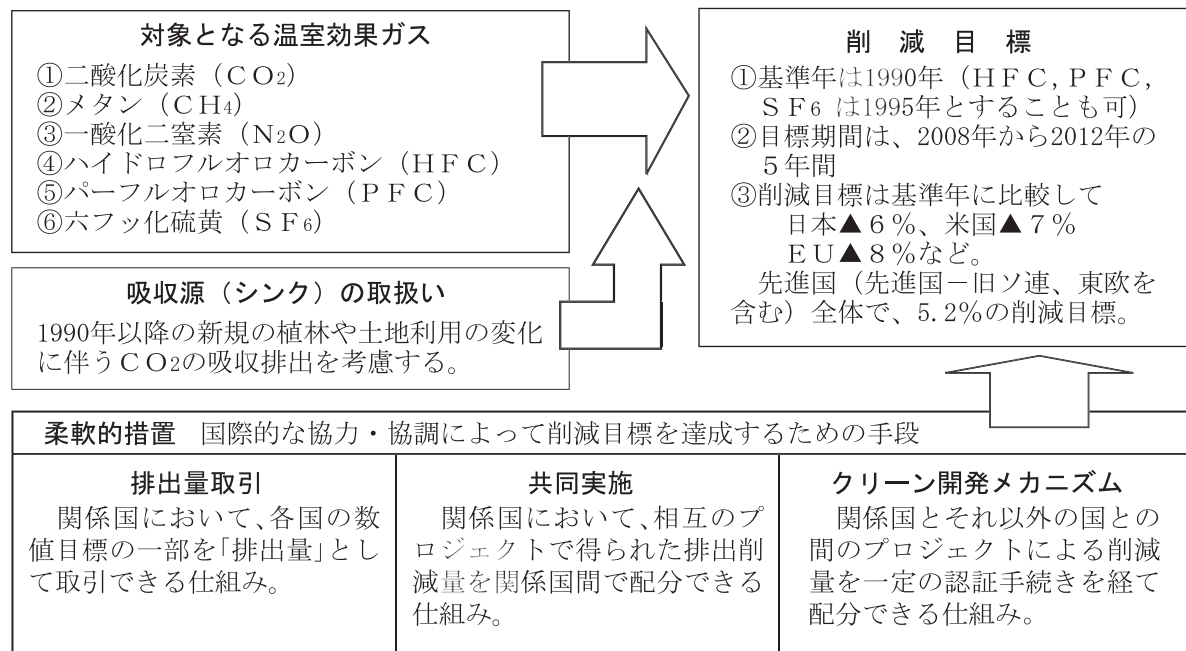 対象となる温室効果ガス
①二酸化炭素（CO₂）
②メタン（CH₄）
③一酸化二窒素（N₂O）
④ハイドロフルオロカーボン（HFC）
⑤パーフルオロカーボン（PFC）
⑥六フッ化硫黄（SF₆）
吸収源（シンク）の取扱い
1990年以降の新規の植林や土地利用の変化
に伴うCO₂の吸収排出を考慮する。
削減目標
①基準年は1990年（HFC, PFC,
SF₆ は1995年とすることも可）
②目標期間は、2008年から2012年の
５年間
③削減目標は基準年に比較して
日本▲６％、米国▲７％
ＥＵ▲８％など。
先進国（先進国－旧ソ連、東欧を
含む）全体で、5.2％の削減目標。
柔軟的措置　国際的な協力・協調によって削減目標を達成するための手段
排出量取引
関係国において、各国の数
値目標の一部を「排出量」とし
て取引できる仕組み。
共同実施
関係国において、相互のプ
ロジェクトで得られた排出削
減量を関係国間で配分できる
仕組み。
クリーン開発メカニズム
関係国とそれ以外の国との
間のプロジェクトによる削減
量を一定の認証手続きを経て
配分できる仕組み。